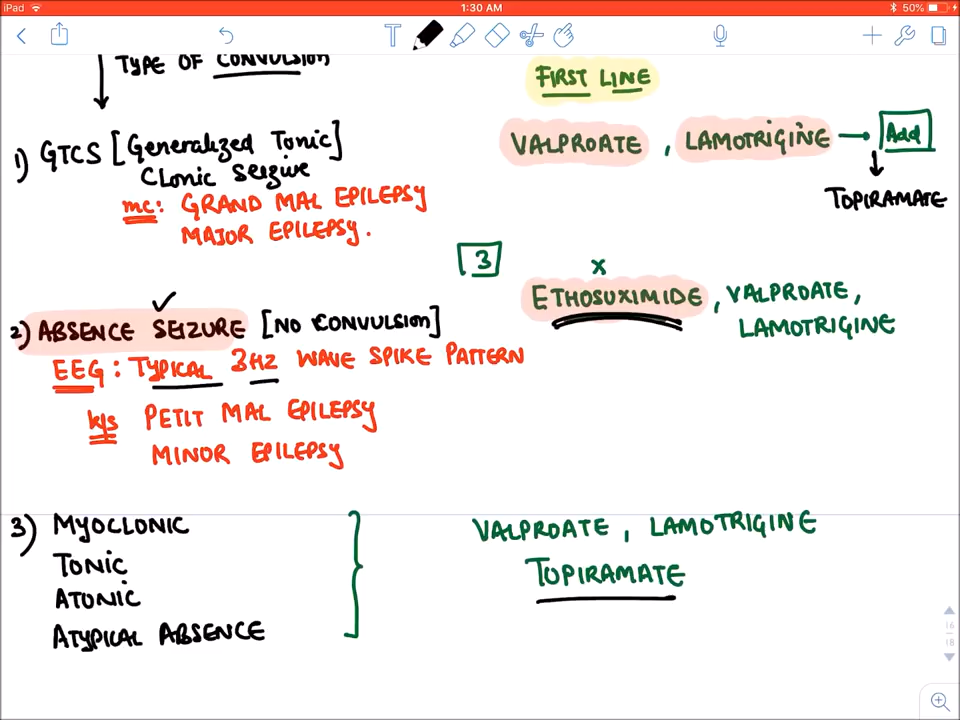 iPad
1:30 AM
50%
T
TYPE OF CONVULSION
FIRST LINE
1) GTCS [Generalized Tonic]
Clonic Seizure
VALPROATE, LAMOTRIGINE → Add
TOPIRAMATE
mc: GRAND MAL EPILEPSY
MAJOR EPILEPSY.
3
x
2) ABSENCE SEIZURE [NO CONVULSION]
ETHOSUXIMIDE, VALPROATE,
LAMOTRIGINE
EEG: TYPICAL 3HZ WAVE SPIKE PATTERN
k/s PETIT MAL EPILEPSY
MINOR EPILEPSY
3) MYOCLONIC
TONIC
ATONIC
ATYPICAL ABSENCE
VALPROATE, LAMOTRIGINE
TOPIRAMATE
16
18